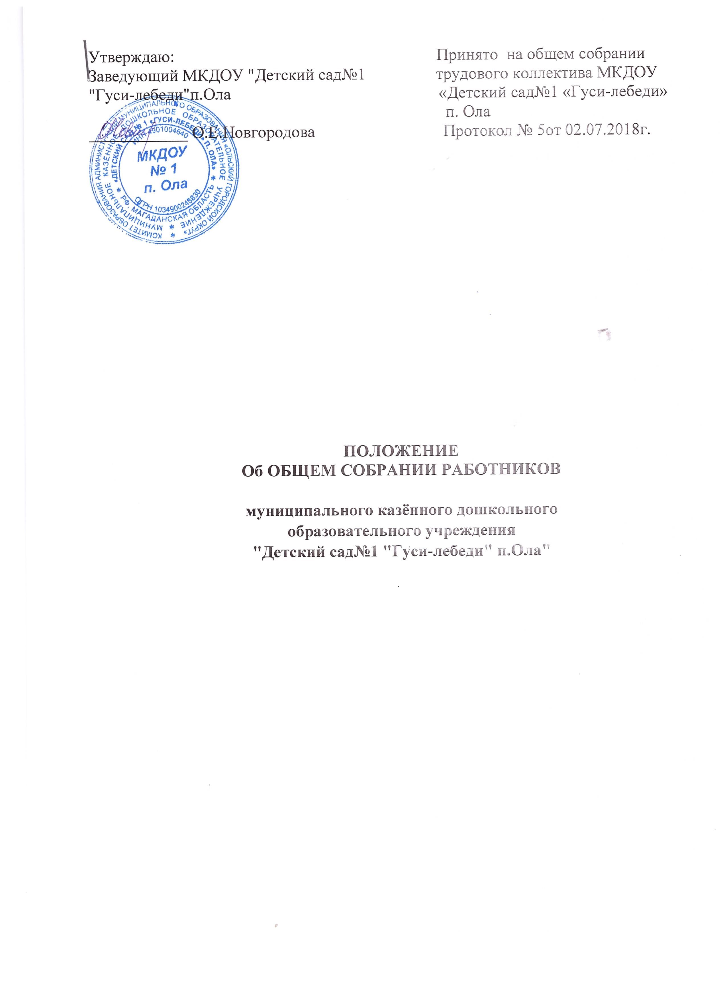 Утверждаю:
Заведующий МКДОУ "Детский сад№1
"Гуси-лебеди"п.Ола
О.Е.Новгородова
Принято на общем собрании
трудового коллектива МКДОУ
«Детский сад№1 «Гуси-лебеди»
п. Ола
Протокол № 5от 02.07.2018г.
КОМИТЕТ ОБРАЗОВАНИЯ АДМИНИСТРАЦИИ МУНИЦИПАЛЬНОГО ОБРАЗОВАНИЯ «ОЛЬСКИЙ ГОРОДСКОЙ ОКРУГ»
МУНИЦИПАЛЬНОЕ КАЗЁННОЕ ДОШКОЛЬНОЕ ОБРАЗОВАТЕЛЬНОЕ УЧРЕЖДЕНИЕ
«ДЕТСКИЙ САД № 1 «ГУСИ-ЛЕБЕДИ» П. ОЛА»
РФ, МАГАДАНСКАЯ ОБЛАСТЬ
ИНН 4901004640
МКДОУ
№ 1
п. Ола
ОГРН 1034900245830
ПОЛОЖЕНИЕ
Об ОБЩЕМ СОБРАНИИ РАБОТНИКОВ
муниципального казённого дошкольного
образовательного учреждения
"Детский сад№1 "Гуси-лебеди" п.Ола"